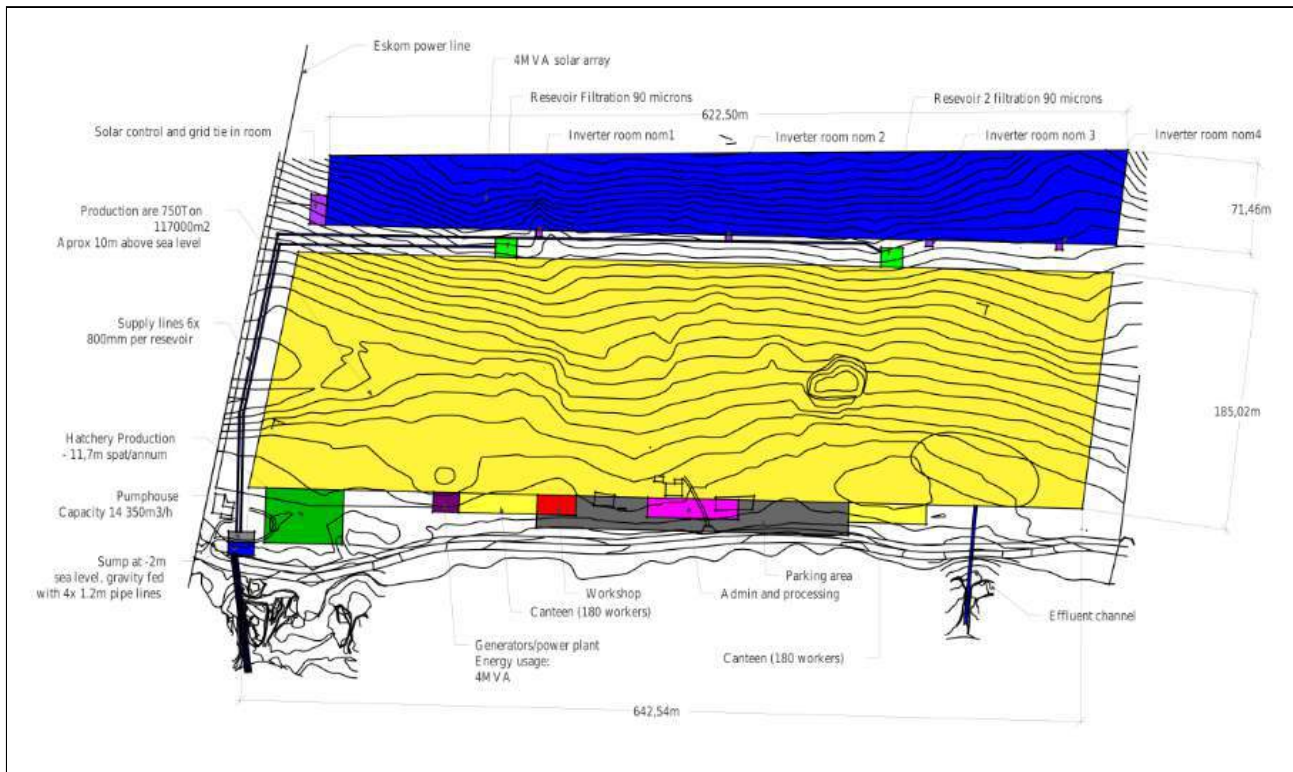 Eskom power line
4MVA solar array
Resevoir Filtration 90 microns
Resevoir 2 filtration 90 microns
622,50m
Solar control and grid tie in room
Inverter room nom1
Inverter room nom 2
Inverter room nom 3
Inverter room nom4
Production are 750Ton
117000m2
Aprox 10m above sea level
71,46m
Supply lines 6x
800mm per resevoir
185,02m
Hatchery Production
- 11,7m spat/annum
Pumphouse
Capacity 14 350m3/h
Sump at -2m
sea level, gravity fed
with 4x 1.2m pipe lines
Parking area
Workshop
Admin and processing
Canteen (180 workers)
Effluent channel
Generators/power plant
Energy usage:
4MVA
Canteen (180 workers)
642,54m